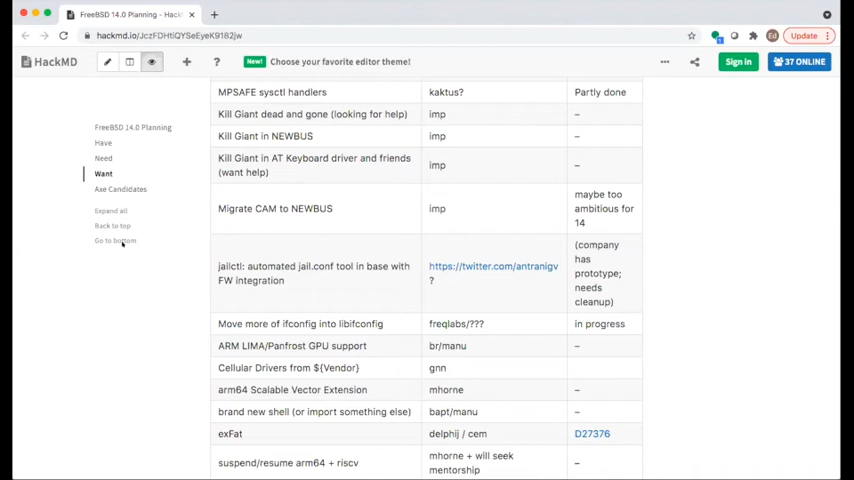 FreeBSD 14.0 Planning - HackM
hackmd.io/JczFDHtiQYSeEyeK9182jw
Ed
Update
HackMD
New!
Choose your favorite editor theme!
Sign in
37 ONLINE
FreeBSD 14.0 Planning
Have
Need
Want
Axe Candidates
Expand all
Back to top
Go to bottom
MPSAFE sysctl handlers
kaktus?
Partly done
Kill Giant dead and gone (looking for help)
imp
–
Kill Giant in NEWBUS
imp
–
Kill Giant in AT Keyboard driver and friends
(want help)
imp
–
Migrate CAM to NEWBUS
imp
maybe too
ambitious for
14
jailctl: automated jail.conf tool in base with
FW integration
https://twitter.com/antranigv
?
(company
has
prototype;
needs
cleanup)
Move more of ifconfig into libifconfig
freqlabs/???
in progress
ARM LIMA/Panfrost GPU support
br/manu
–
Cellular Drivers from ${Vendor}
gnn
arm64 Scalable Vector Extension
mhorne
–
brand new shell (or import something else)
bapt/manu
–
exFat
delphij / cem
D27376
suspend/resume arm64 + riscv
mhorne + will seek
mentorship
–